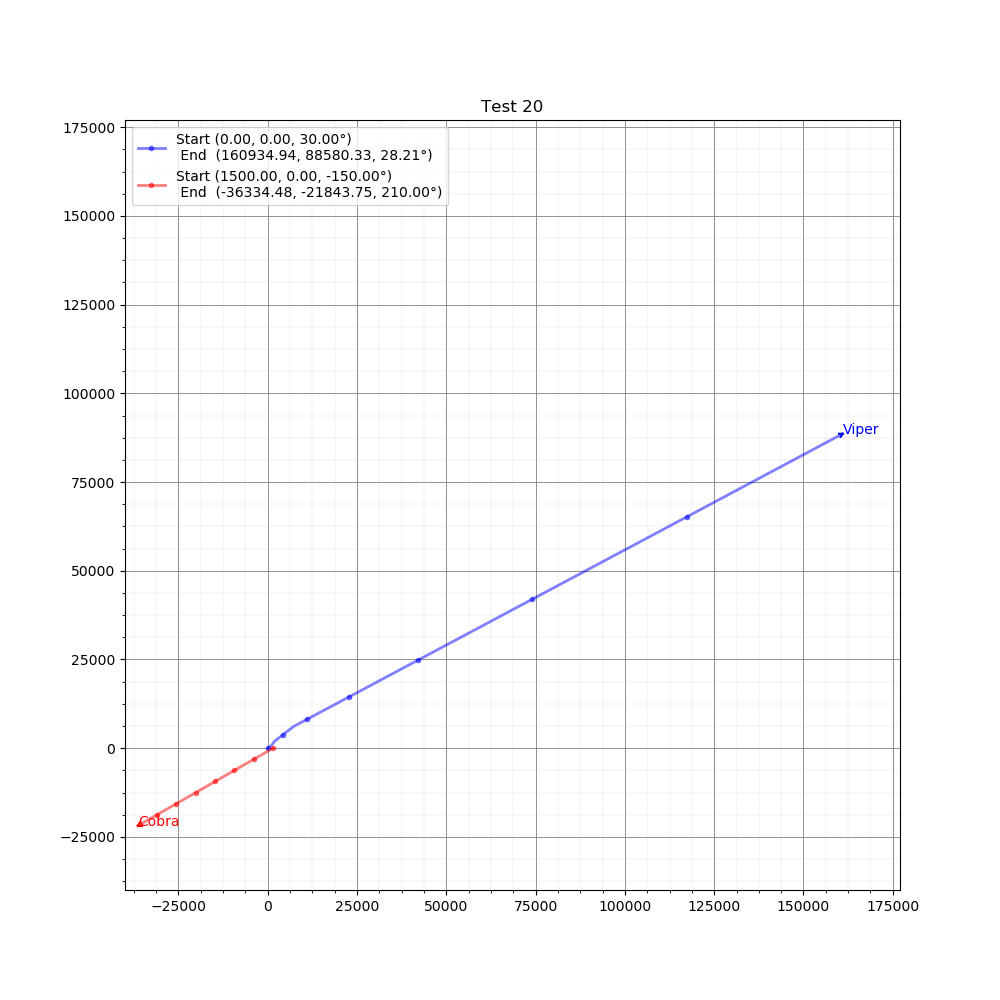 Test 20
Start (0.00, 0.00, 30.00°)
End  (160934.94, 88580.33, 28.21°)
Start (1500.00, 0.00, -150.00°)
End  (-36334.48, -21843.75, 210.00°)
175000
150000
125000
100000
75000
50000
25000
0
−25000
Viper
Cobra
−25000 0 25000 50000 75000 100000 125000 150000 175000